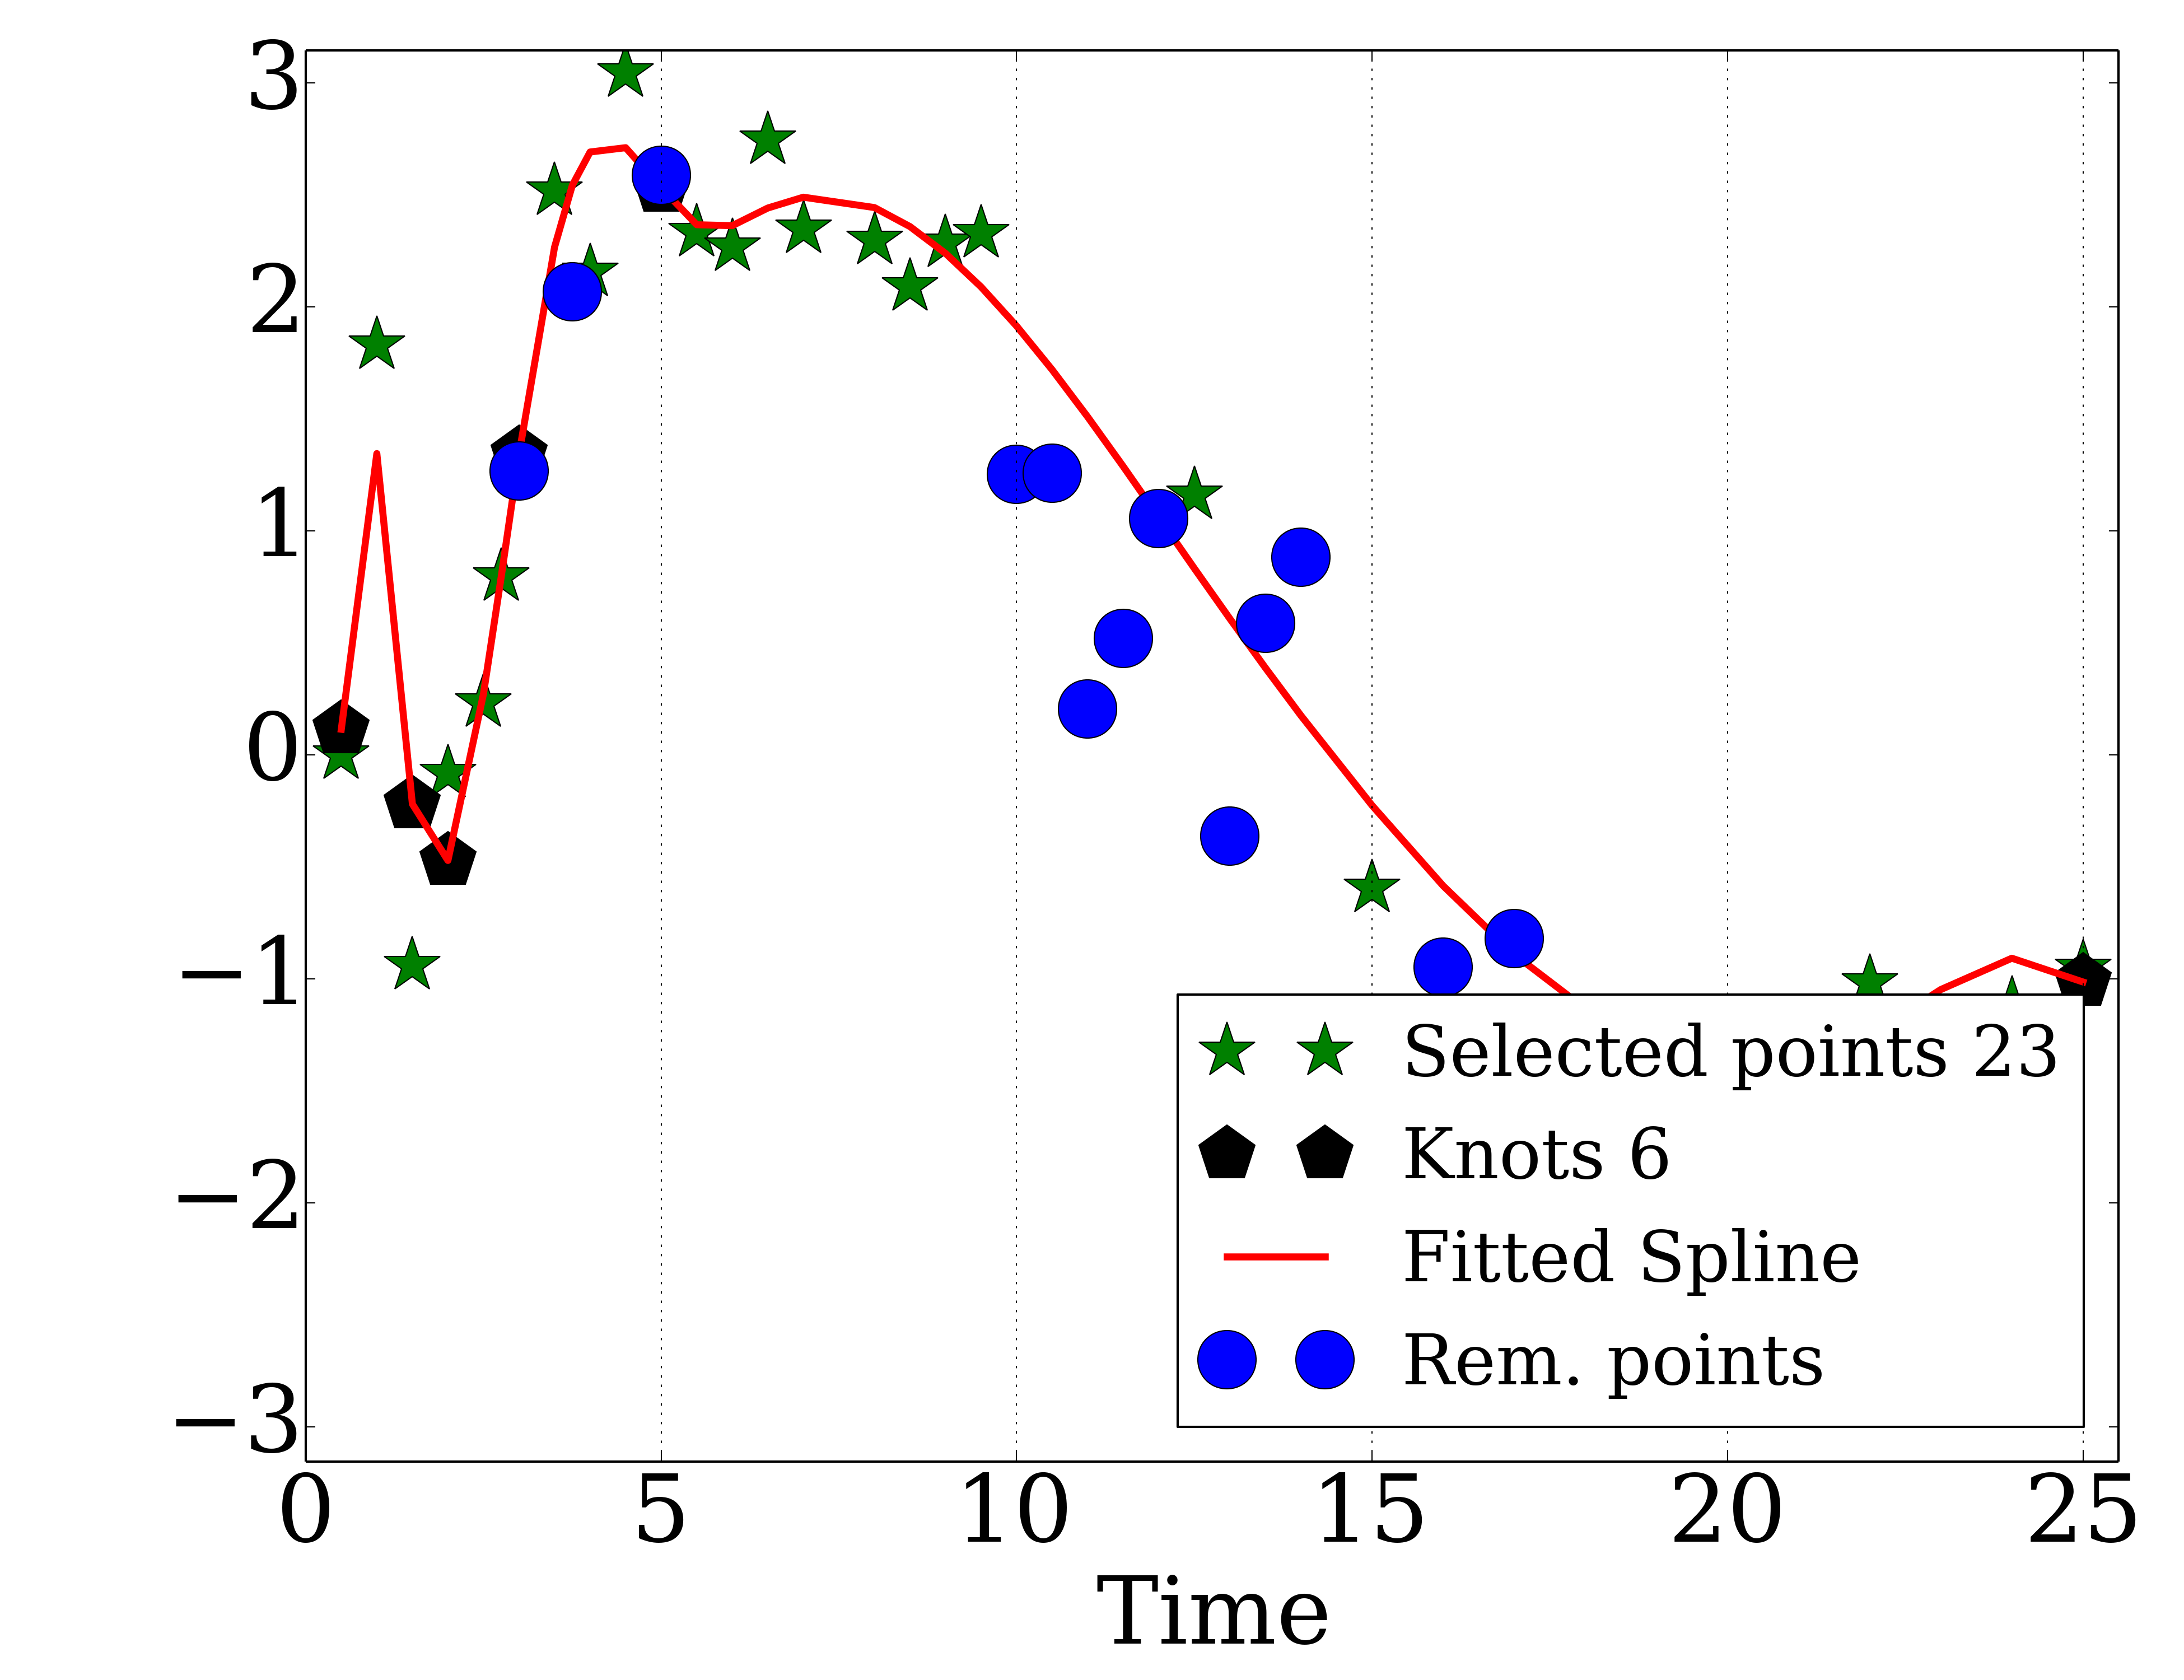 3
2
1
0
−1
−2
−3
Selected points 23
Knots 6
Fitted Spline
Rem. points
0 5 10 15 20 25
Time